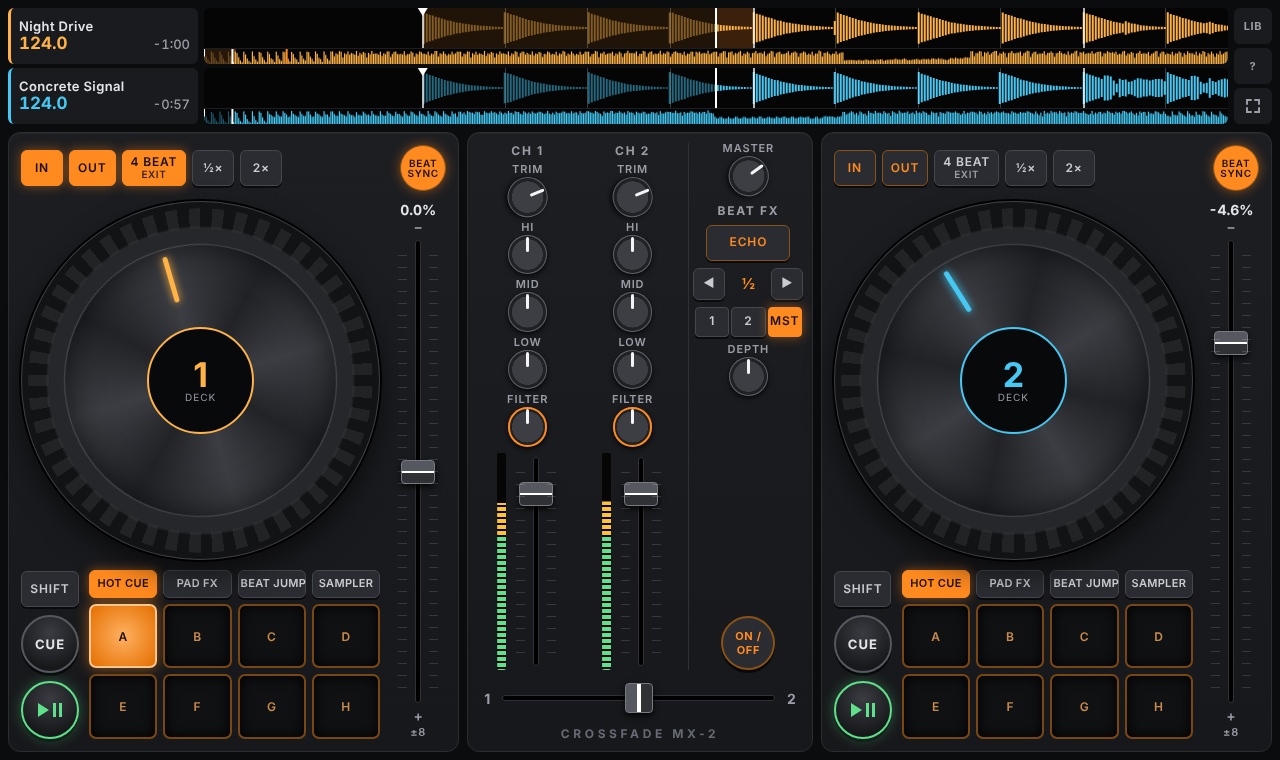 Night Drive
124.0
-1:00
Concrete Signal
124.0
-0:57
LIB
?
IN
OUT
4 BEAT
EXIT
½×
2×
BEAT
SYNC
0.0%
−
1
DECK
+
±8
SHIFT
CUE
HOT CUE
PAD FX
BEAT JUMP
SAMPLER
A
B
C
D
E
F
G
H
CH 1
TRIM
HI
MID
LOW
FILTER
CH 2
TRIM
HI
MID
LOW
FILTER
MASTER
BEAT FX
ECHO
½
1
2
MST
DEPTH
ON /
OFF
1
2
CROSSFADE MX-2
IN
OUT
4 BEAT
EXIT
½×
2×
BEAT
SYNC
-4.6%
−
2
DECK
+
±8
SHIFT
CUE
HOT CUE
PAD FX
BEAT JUMP
SAMPLER
A
B
C
D
E
F
G
H